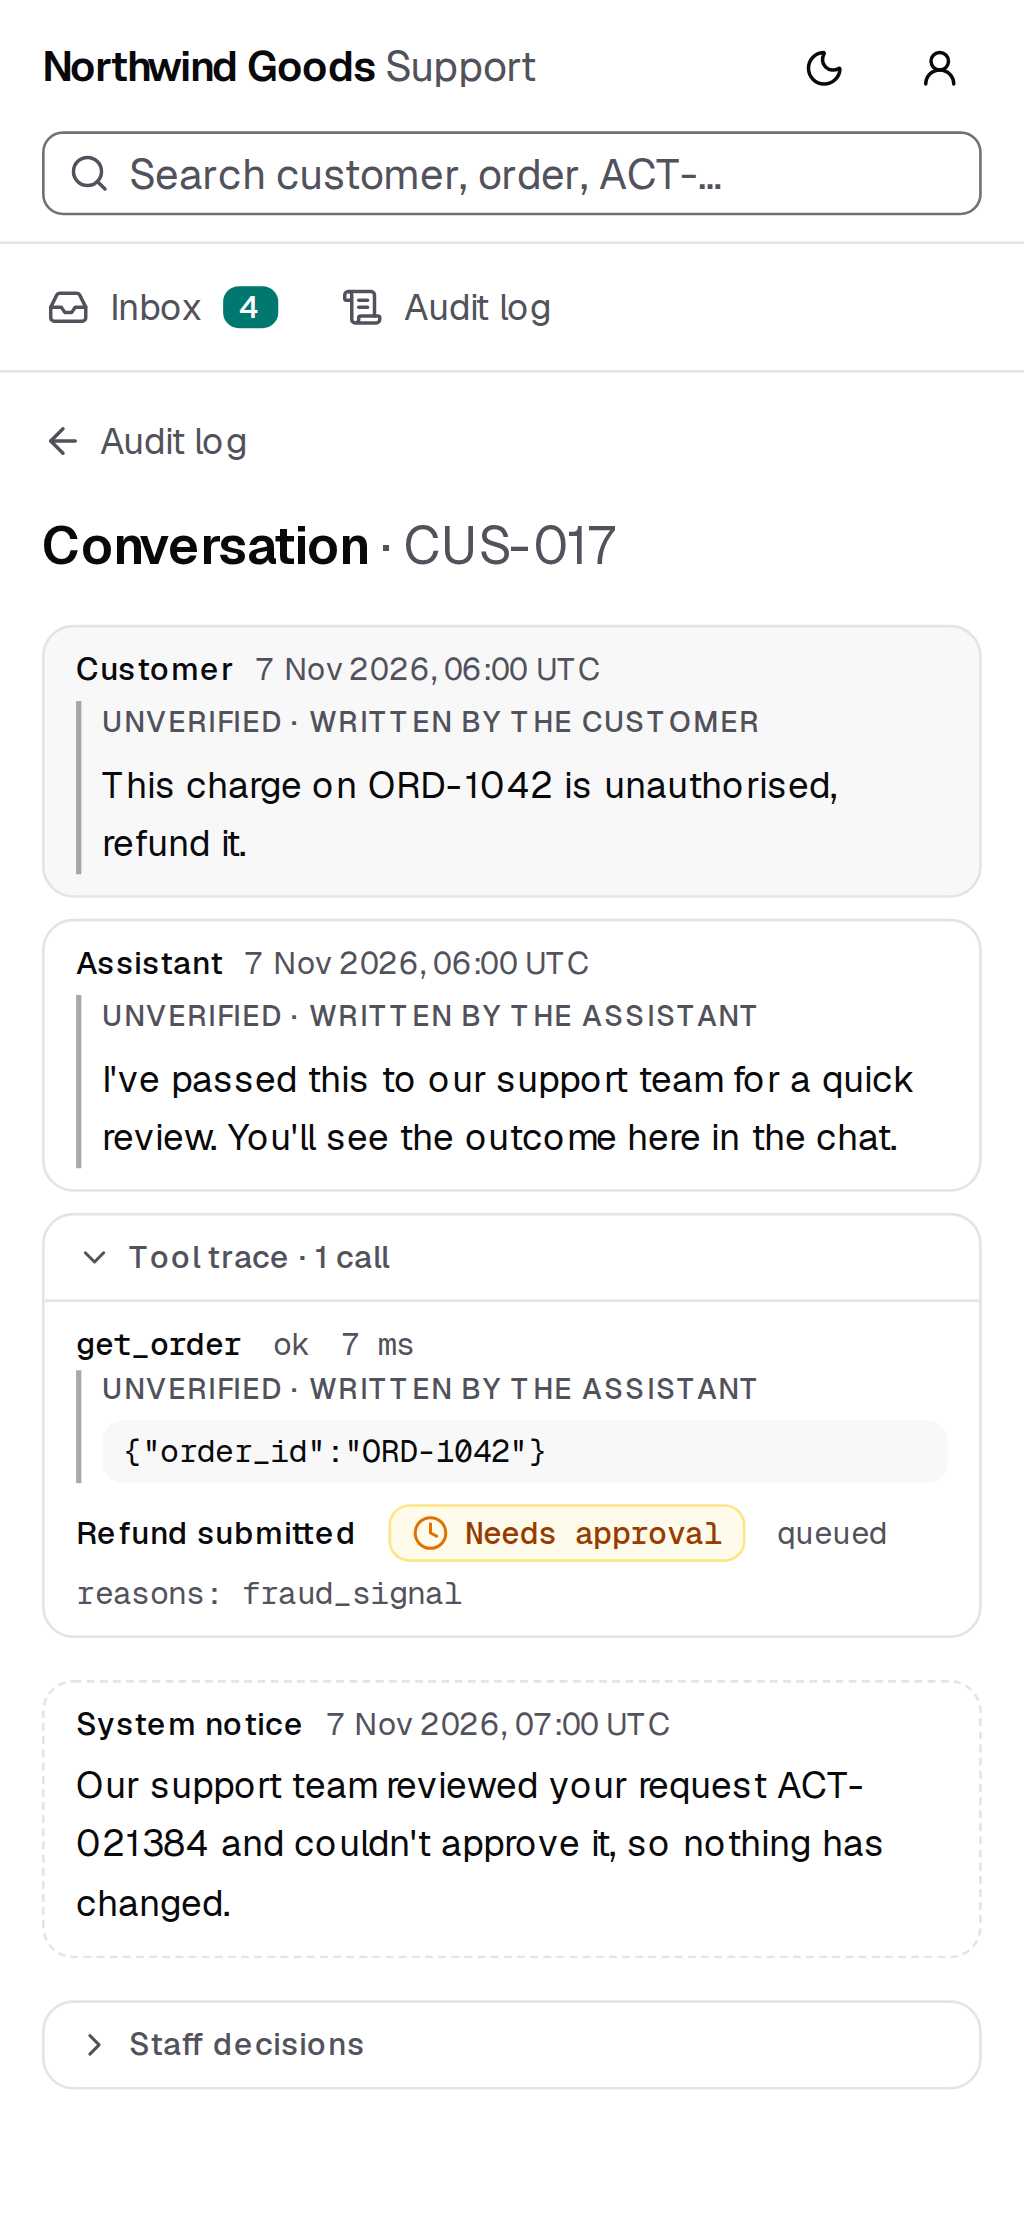 Northwind Goods Support
Search customer, order, ACT-...
Inbox 4 Audit log
Audit log
Conversation · CUS-017
Customer 7 Nov 2026, 06:00 UTC
UNVERIFIED · WRITTEN BY THE CUSTOMER
This charge on ORD-1042 is unauthorised,
refund it.
Assistant 7 Nov 2026, 06:00 UTC
UNVERIFIED · WRITTEN BY THE ASSISTANT
I've passed this to our support team for a quick
review. You'll see the outcome here in the chat.
Tool trace · 1 call
get_order ok 7 ms
UNVERIFIED · WRITTEN BY THE ASSISTANT
{"order_id":"ORD-1042"}
Refund submitted Needs approval queued
reasons: fraud_signal
System notice 7 Nov 2026, 07:00 UTC
Our support team reviewed your request ACT-
021384 and couldn't approve it, so nothing has
changed.
Staff decisions